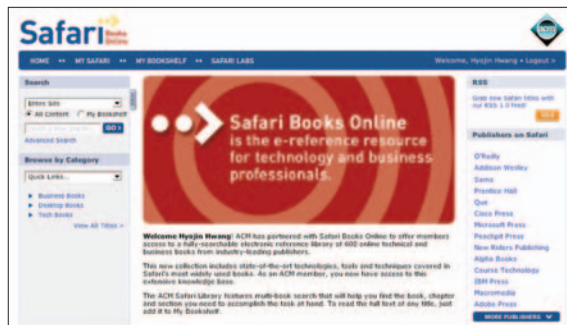 Safari Books Online
acm
HOME MY SAFARI MY BOOKSHELF SAFARI LABS
Welcome, Hyojin Hwang • Logout »
Search
Entire Site
All Content My Bookshelf
GO
Advanced Search
Browse by Category
Quick Links...
Business Books
Desktop Books
Tech Books
View All Titles »
Safari Books Online
is the e-reference resource
for technology and business
professionals.
Welcome Hyojin Hwang! ACM has partnered with Safari Books Online to offer members
access to a fully-searchable electronic reference library of 600 online technical and
business books from industry-leading publishers.
This new collection includes state-of-the-art technologies, tools and techniques covered in
Safari's most widely used books. As an ACM member, you now have access to this
extensive knowledge base.
The ACM Safari Library features multi-book search that will help you find the book, chapter
and section you need to accomplish the task at hand. To read the full text of any title, just
add it to My Bookshelf.
RSS
Grab new Safari titles with
our RSS 1.0 feed!
Publishers on Safari
O'Reilly
Addison Wesley
Sams
Prentice Hall
Que
Cisco Press
Microsoft Press
Peachpit Press
New Riders Publishing
Alpha Books
Course Technology
IBM Press
Macromedia
Adobe Press
MORE PUBLISHERS